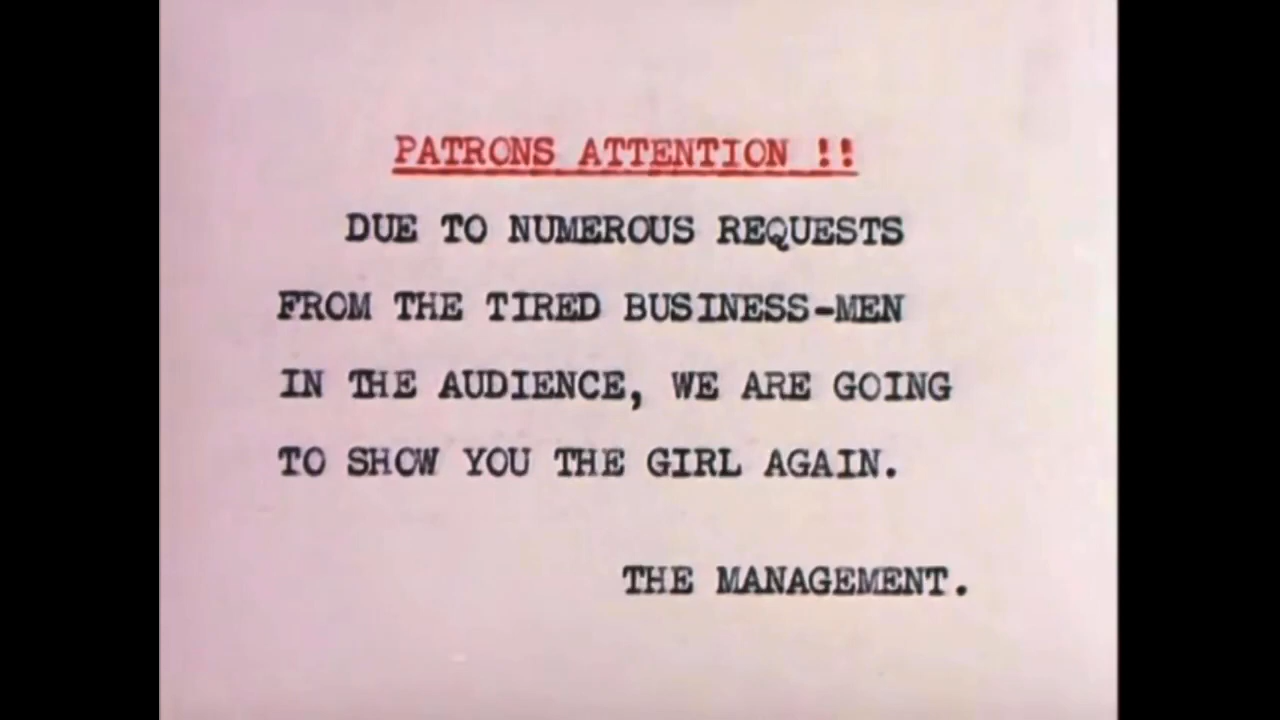 PATRONS ATTENTION !!
DUE TO NUMEROUS REQUESTS
FROM THE TIRED BUSINESS-MEN
IN THE AUDIENCE, WE ARE GOING
TO SHOW YOU THE GIRL AGAIN.
THE MANAGEMENT.